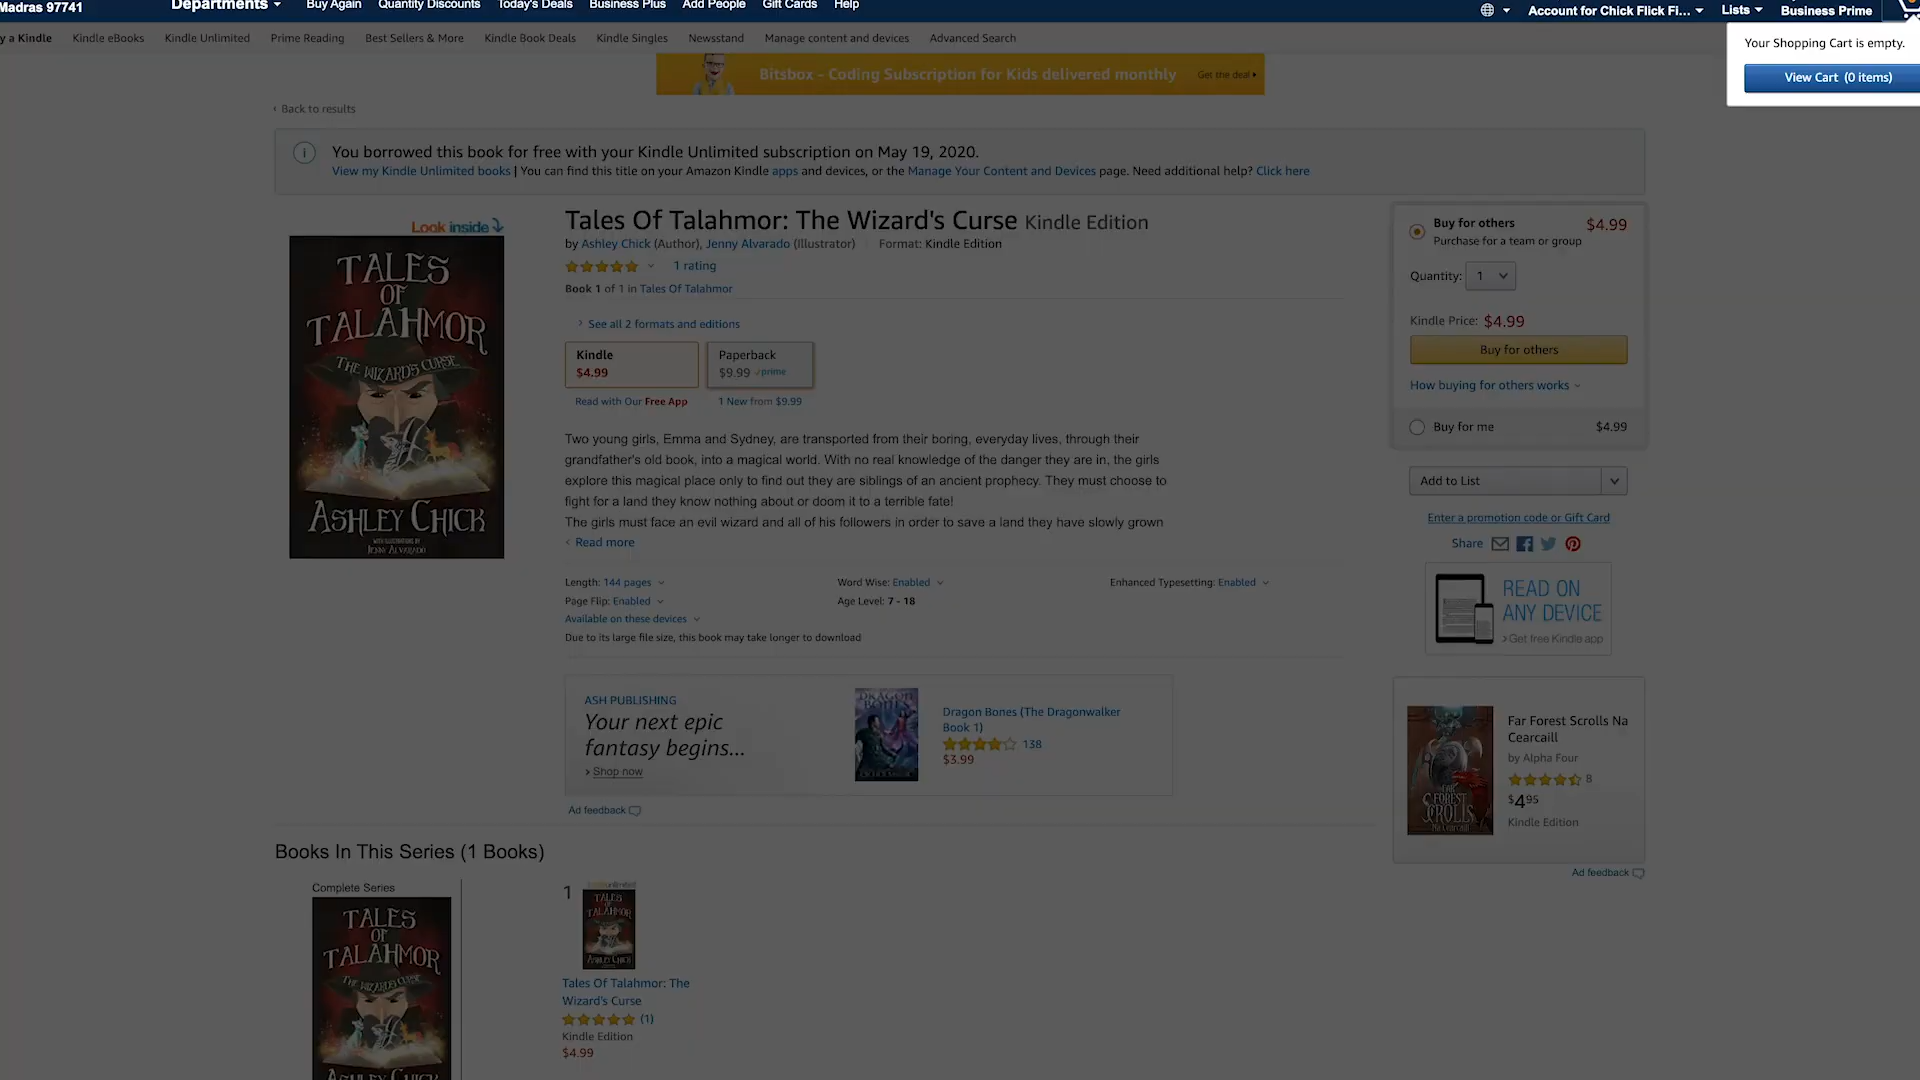 Madras 97741
Departments
Buy Again
Quantity Discounts
Today's Deals
Business Plus
Add People
Gift Cards
Help
Account for Chick Flick Fi...
Lists
Business Prime
y a Kindle
Kindle eBooks
Kindle Unlimited
Prime Reading
Best Sellers & More
Kindle Book Deals
Kindle Singles
Newsstand
Manage content and devices
Advanced Search
Your Shopping Cart is empty.
View Cart (0 items)
Bitsbox - Coding Subscription for Kids delivered monthly
Get the deal
‹ Back to results
You borrowed this book for free with your Kindle Unlimited subscription on May 19, 2020.
View my Kindle Unlimited books | You can find this title on your Amazon Kindle apps and devices, or the Manage Your Content and Devices page. Need additional help? Click here
Look inside
TALES
OF
TALAHMOR
THE WIZARD'S CURSE
ASHLEY CHICK
WITH ILLUSTRATIONS BY
JENNY ALVARADO
Tales Of Talahmor: The Wizard's Curse Kindle Edition
by Ashley Chick (Author), Jenny Alvarado (Illustrator) Format: Kindle Edition
1 rating
Book 1 of 1 in Tales Of Talahmor
› See all 2 formats and editions
Kindle
$4.99
Paperback
$9.99 prime
Read with Our Free App
1 New from $9.99
Two young girls, Emma and Sydney, are transported from their boring, everyday lives, through their
grandfather's old book, into a magical world. With no real knowledge of the danger they are in, the girls
explore this magical place only to find out they are siblings of an ancient prophecy. They must choose to
fight for a land they know nothing about or doom it to a terrible fate!
The girls must face an evil wizard and all of his followers in order to save a land they have slowly grown
‹ Read more
Length: 144 pages
Word Wise: Enabled
Enhanced Typesetting: Enabled
Page Flip: Enabled
Age Level: 7 - 18
Available on these devices
Due to its large file size, this book may take longer to download
Buy for others
$4.99
Purchase for a team or group
Quantity: 1
Kindle Price: $4.99
Buy for others
How buying for others works
Buy for me
$4.99
Add to List
Enter a promotion code or Gift Card
Share
READ ON
ANY DEVICE
› Get free Kindle app
ASH PUBLISHING
Your next epic
fantasy begins...
› Shop now
DRAGON
BONES
Dragon Bones (The Dragonwalker
Book 1)
138
$3.99
Ad feedback
FAR FOREST
SCROLLS
Far Forest Scrolls Na
Cearcaill
by Alpha Four
8
$4.95
Kindle Edition
Ad feedback
Books In This Series (1 Books)
Complete Series
TALES
OF
TALAHMOR
THE WIZARD'S CURSE
ASHLEY CHICK
1
TALES
OF
TALAHMOR
ASHLEY CHICK
Tales Of Talahmor: The
Wizard's Curse
(1)
Kindle Edition
$4.99